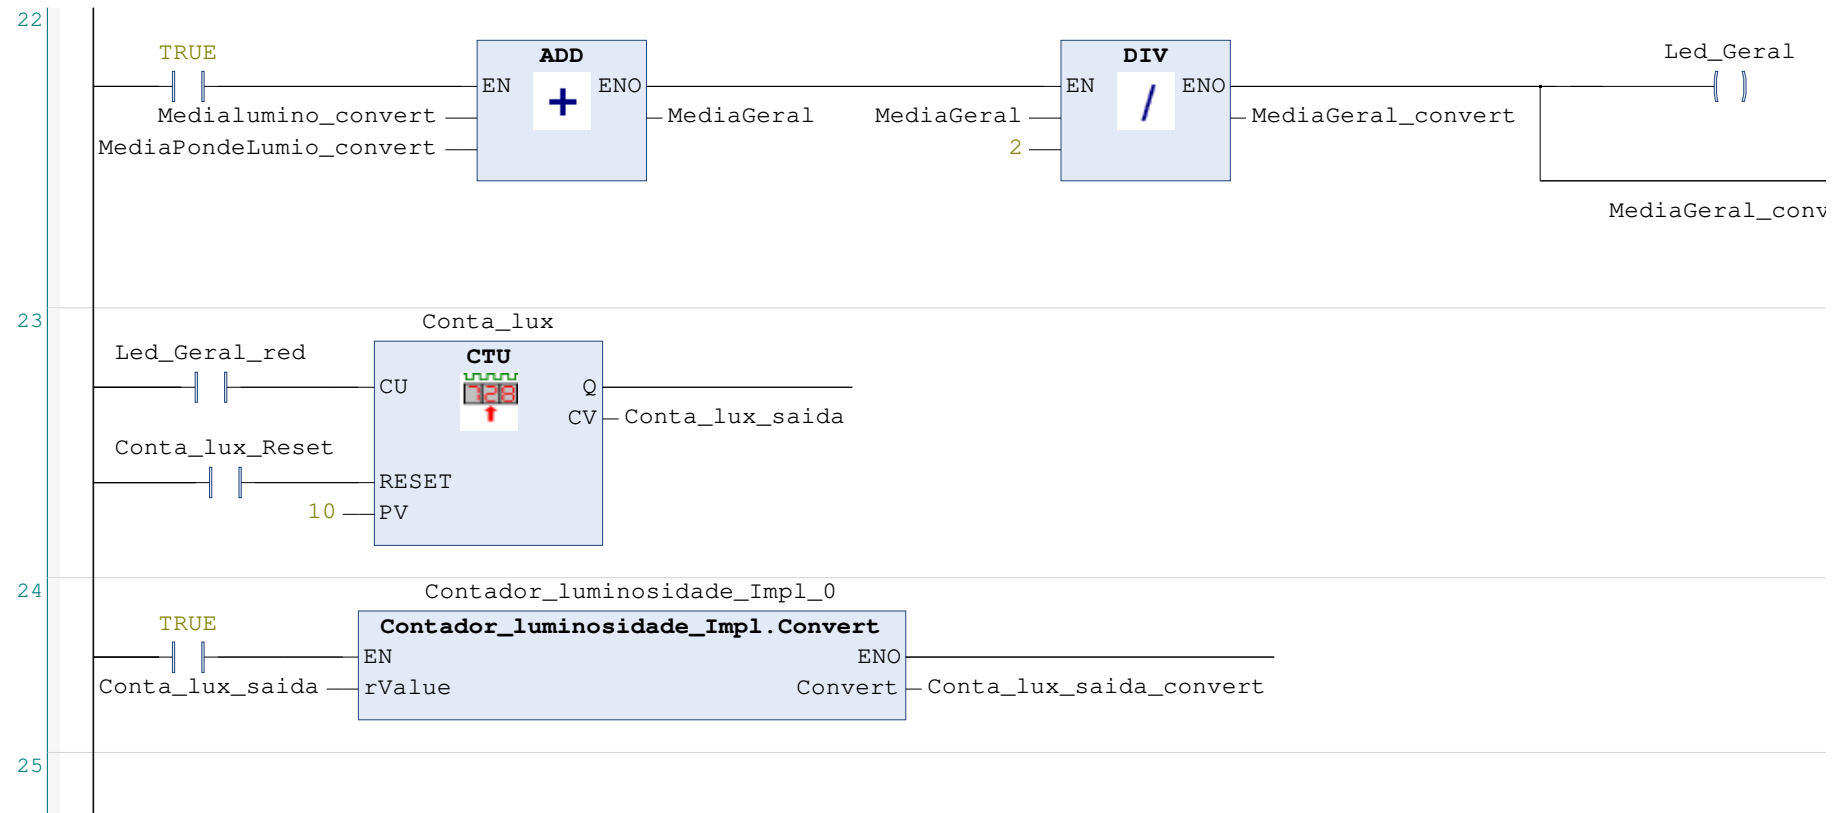 22
TRUE
ADD
DIV
Led_Geral
EN ENO
EN ENO
Medialumino_convert
MediaGeral
MediaGeral
MediaGeral_convert
MediaPondeLumio_convert
2
MediaGeral_conv
23
Conta_lux
Led_Geral_red
CTU
728
CU Q
CV Conta_lux_saida
Conta_lux_Reset
RESET
10 PV
24
Contador_luminosidade_Impl_0
TRUE
Contador_luminosidade_Impl.Convert
EN ENO
Conta_lux_saida rValue Convert Conta_lux_saida_convert
25